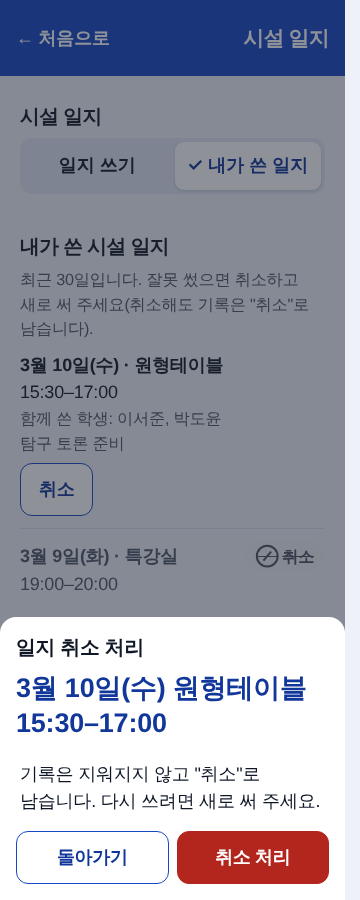 ← 처음으로
시설 일지
시설 일지
일지 쓰기
✓ 내가 쓴 일지
내가 쓴 시설 일지
최근 30일입니다. 잘못 썼으면 취소하고
새로 써 주세요(취소해도 기록은 "취소"로
남습니다).
3월 10일(수) · 원형테이블
15:30–17:00
함께 쓴 학생: 이서준, 박도윤
탐구 토론 준비
취소
3월 9일(화) · 특강실
취소
19:00–20:00
일지 취소 처리
3월 10일(수) 원형테이블
15:30–17:00
기록은 지워지지 않고 "취소"로
남습니다. 다시 쓰려면 새로 써 주세요.
돌아가기
취소 처리